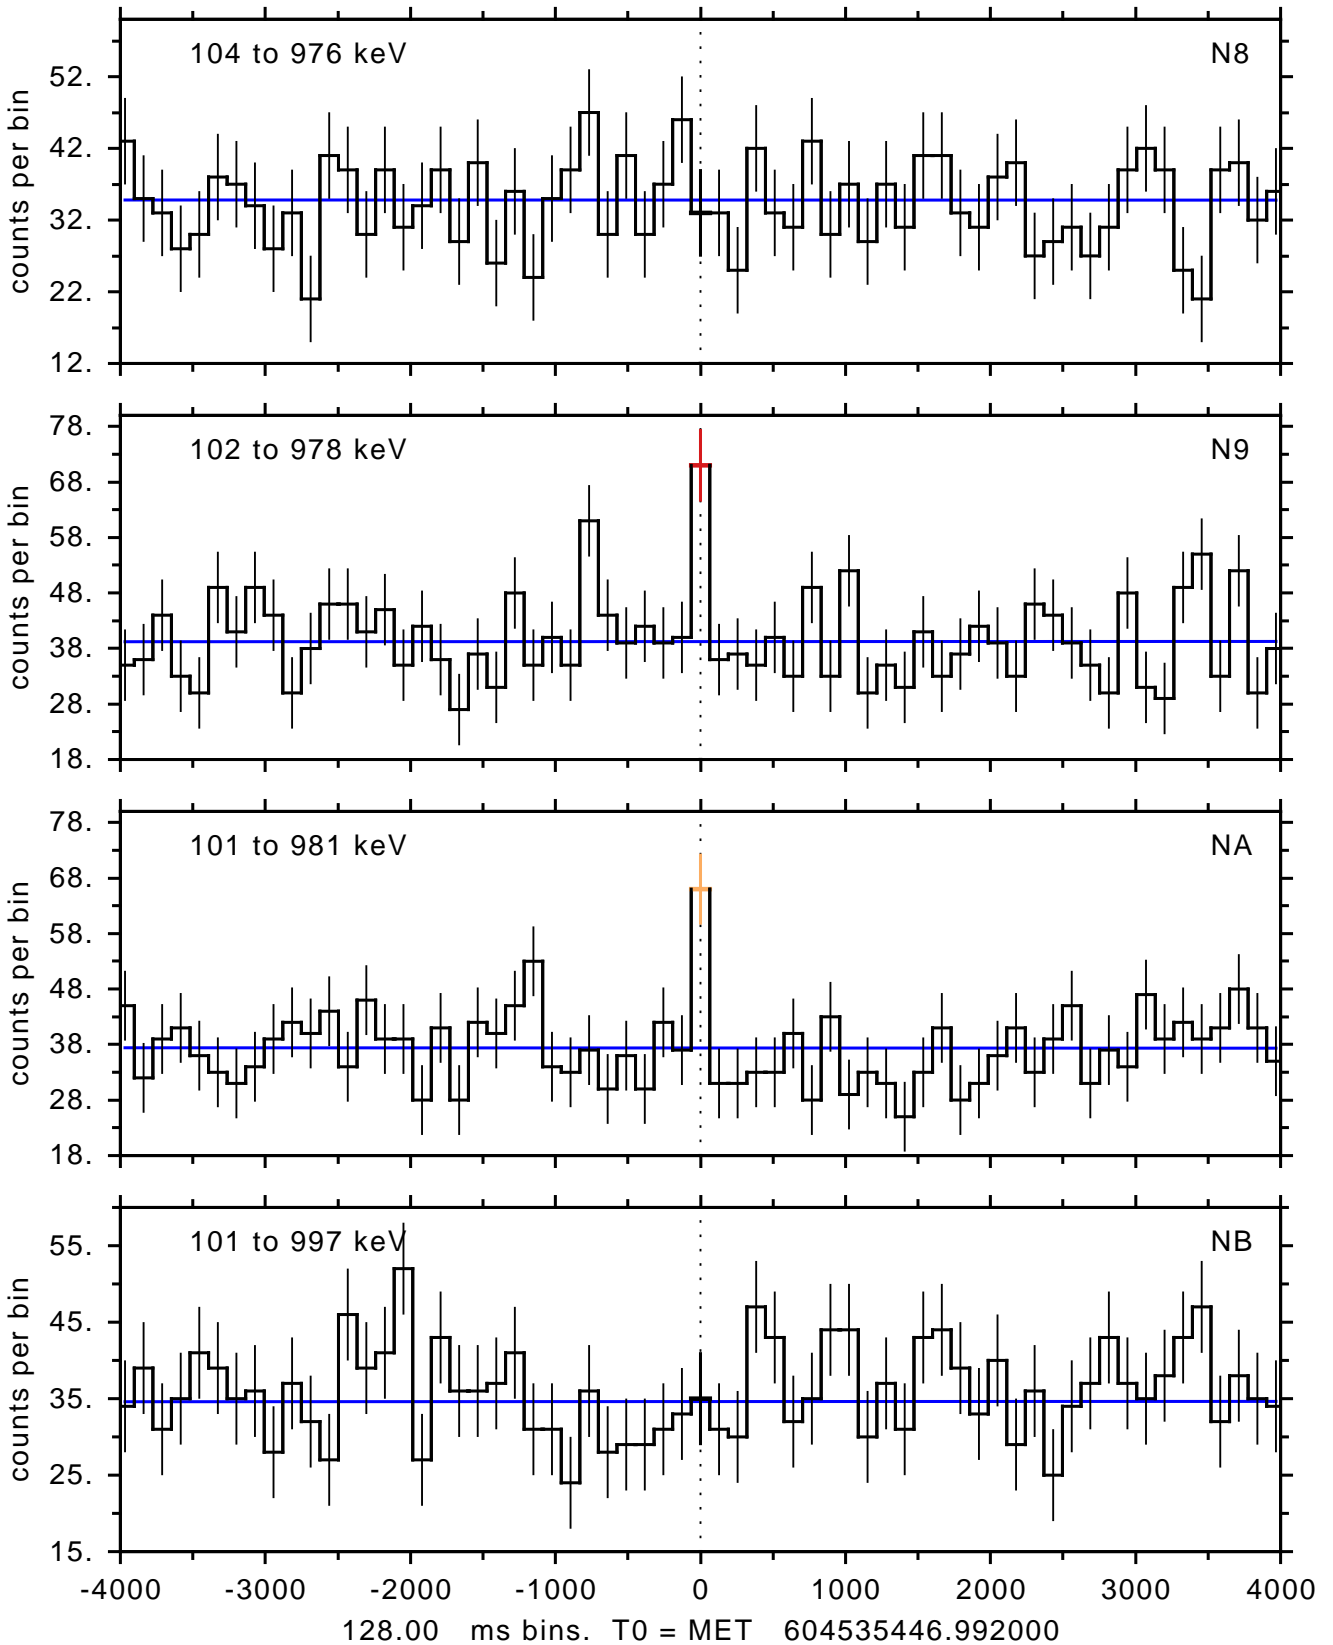 104 to 976 keV N8
counts per bin
52.
42.
32.
22.
12.
102 to 978 keV N9
counts per bin
78.
68.
58.
48.
38.
28.
18.
101 to 981 keV NA
counts per bin
78.
68.
58.
48.
38.
28.
18.
101 to 997 keV NB
counts per bin
55.
45.
35.
25.
15.
-4000 -3000 -2000 -1000 0 1000 2000 3000 4000
128.00 ms bins. T0 = MET 604535446.992000